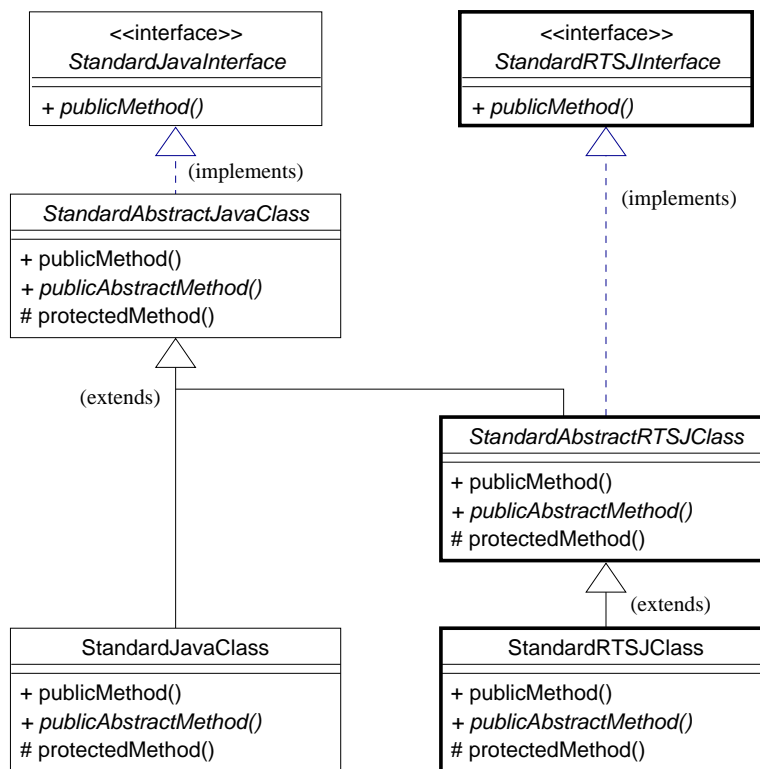 <<interface>>
StandardJavaInterface
+ publicMethod()
<<interface>>
StandardRTSJInterface
+ publicMethod()
(implements)
(implements)
StandardAbstractJavaClass
+ publicMethod()
+ publicAbstractMethod()
# protectedMethod()
(extends)
StandardAbstractRTSJClass
+ publicMethod()
+ publicAbstractMethod()
# protectedMethod()
(extends)
StandardJavaClass
+ publicMethod()
+ publicAbstractMethod()
# protectedMethod()
StandardRTSJClass
+ publicMethod()
+ publicAbstractMethod()
# protectedMethod()